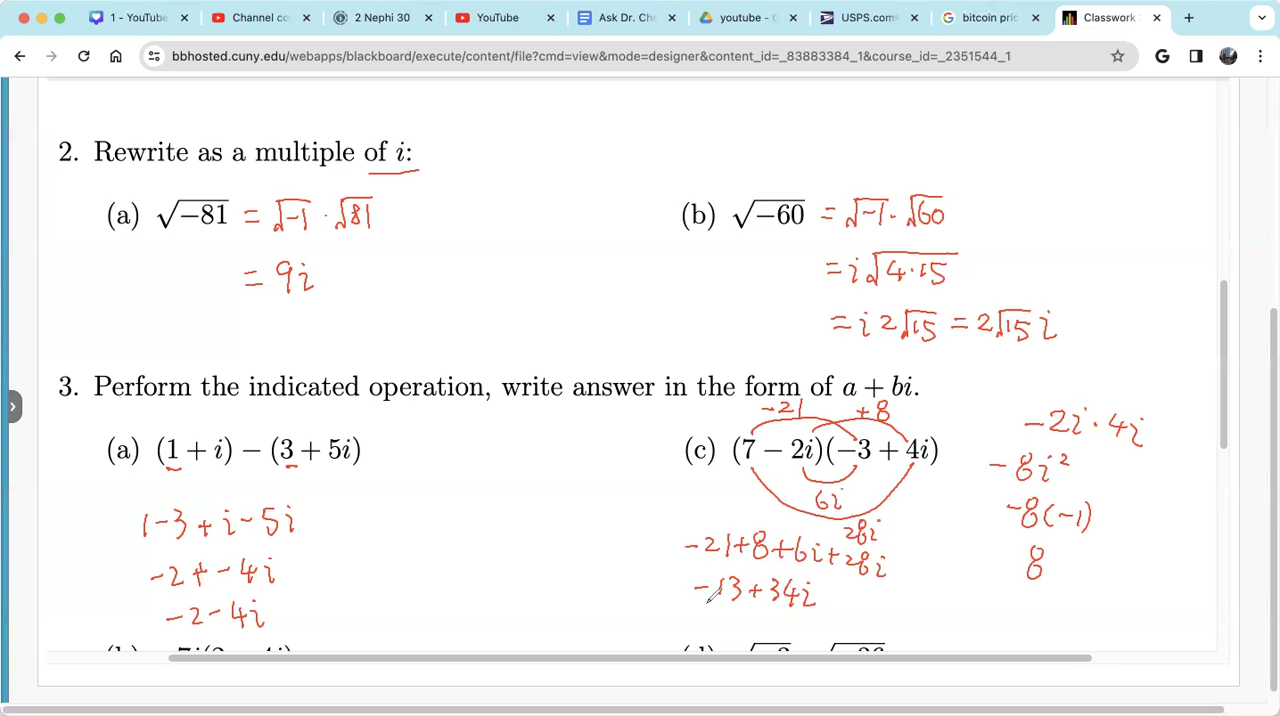 1 - YouTube
Channel co
2 Nephi 30
YouTube
Ask Dr. Che
youtube - G
USPS.com®
bitcoin pric
Classwork
bbhosted.cuny.edu/webapps/blackboard/execute/content/file?cmd=view&mode=designer&content_id=_83883384_1&course_id=_2351544_1
2. Rewrite as a multiple of i:
(a) √−81 = √−1 · √81
= 9i
(b) √−60 = √−1 · √60
= i√4·15
= i 2√15 = 2√15 i
3. Perform the indicated operation, write answer in the form of a + bi.
(a) (1 + i) − (3 + 5i)
1−3 + i − 5i
−2 + −4i
−2 − 4i
−21 +8
(c) (7 − 2i)(−3 + 4i)
6i
28i
−21+8+6i+28i
−13 + 34i
−2i · 4i
−8i²
−8(−1)
8